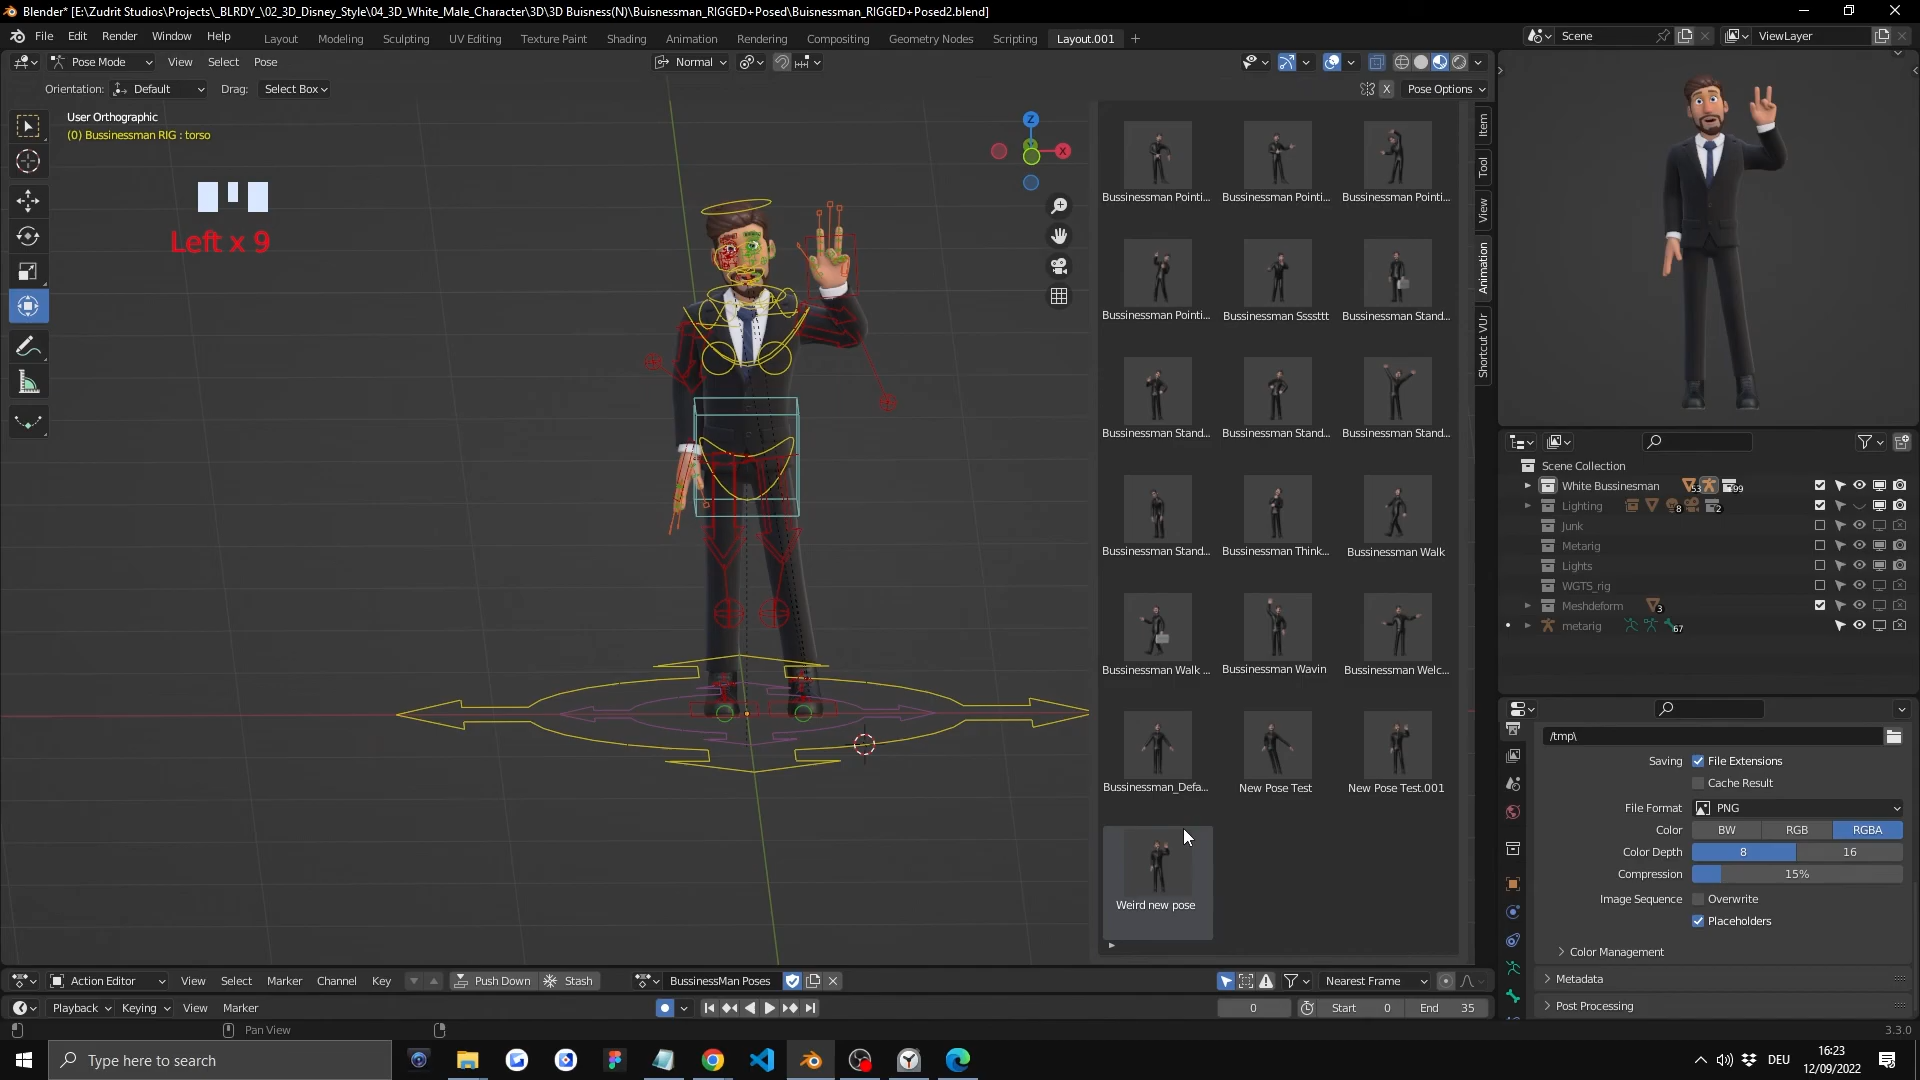 Blender* [E:\Zudrit Studios\Projects\_BLRDY_\02_3D_Disney_Style\04_3D_White_Male_Character\3D\3D Buisness(N)\Buisnessman_RIGGED+Posed\Buisnessman_RIGGED+Posed2.blend]
File Edit Render Window Help Layout Modeling Sculpting UV Editing Texture Paint Shading Animation Rendering Compositing Geometry Nodes Scripting Layout.001 + Scene ViewLayer
Pose Mode View Select Pose Normal
Orientation: Default Drag: Select Box X Pose Options
User Orthographic
(0) Bussinessman RIG : torso
Left x 9
Z
X
Item
Tool
View
Animation
Shortcut VUr
Bussinessman Pointi... Bussinessman Pointi... Bussinessman Pointi...
Bussinessman Pointi... Bussinessman Ssssttt Bussinessman Stand...
Bussinessman Stand... Bussinessman Stand... Bussinessman Stand...
Bussinessman Stand... Bussinessman Think... Bussinessman Walk
Bussinessman Walk ... Bussinessman Wavin Bussinessman Welc...
Bussinessman_Defa... New Pose Test New Pose Test.001
Weird new pose
Scene Collection
White Bussinesman 53 99
Lighting 8 2
Junk
Metarig
Lights
WGTS_rig
Meshdeform 3
metarig 67
/tmp\
Saving File Extensions
Cache Result
File Format PNG
Color BW RGB RGBA
Color Depth 8 16
Compression 15%
Image Sequence Overwrite
Placeholders
Color Management
Metadata
Post Processing
Action Editor View Select Marker Channel Key Push Down Stash BussinessMan Poses Nearest Frame
Playback Keying View Marker 0 Start 0 End 35
Pan View 3.3.0
Type here to search
DEU
16:23
12/09/2022